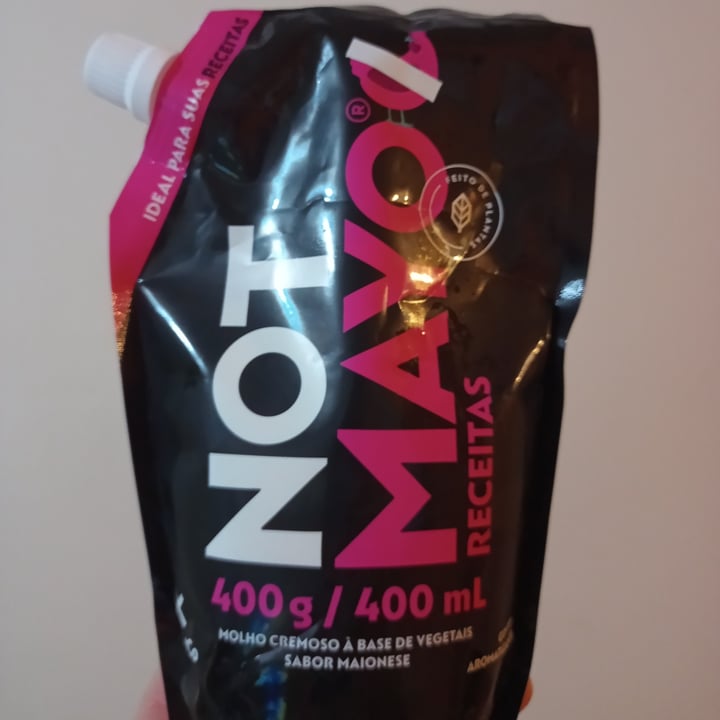 IDEAL PARA SUAS RECEITAS
NOT
MAYO®
RECEITAS
FEITO DE PLANTAS
400 g / 400 mL
MOLHO CREMOSO À BASE DE VEGETAIS
SABOR MAIONESE